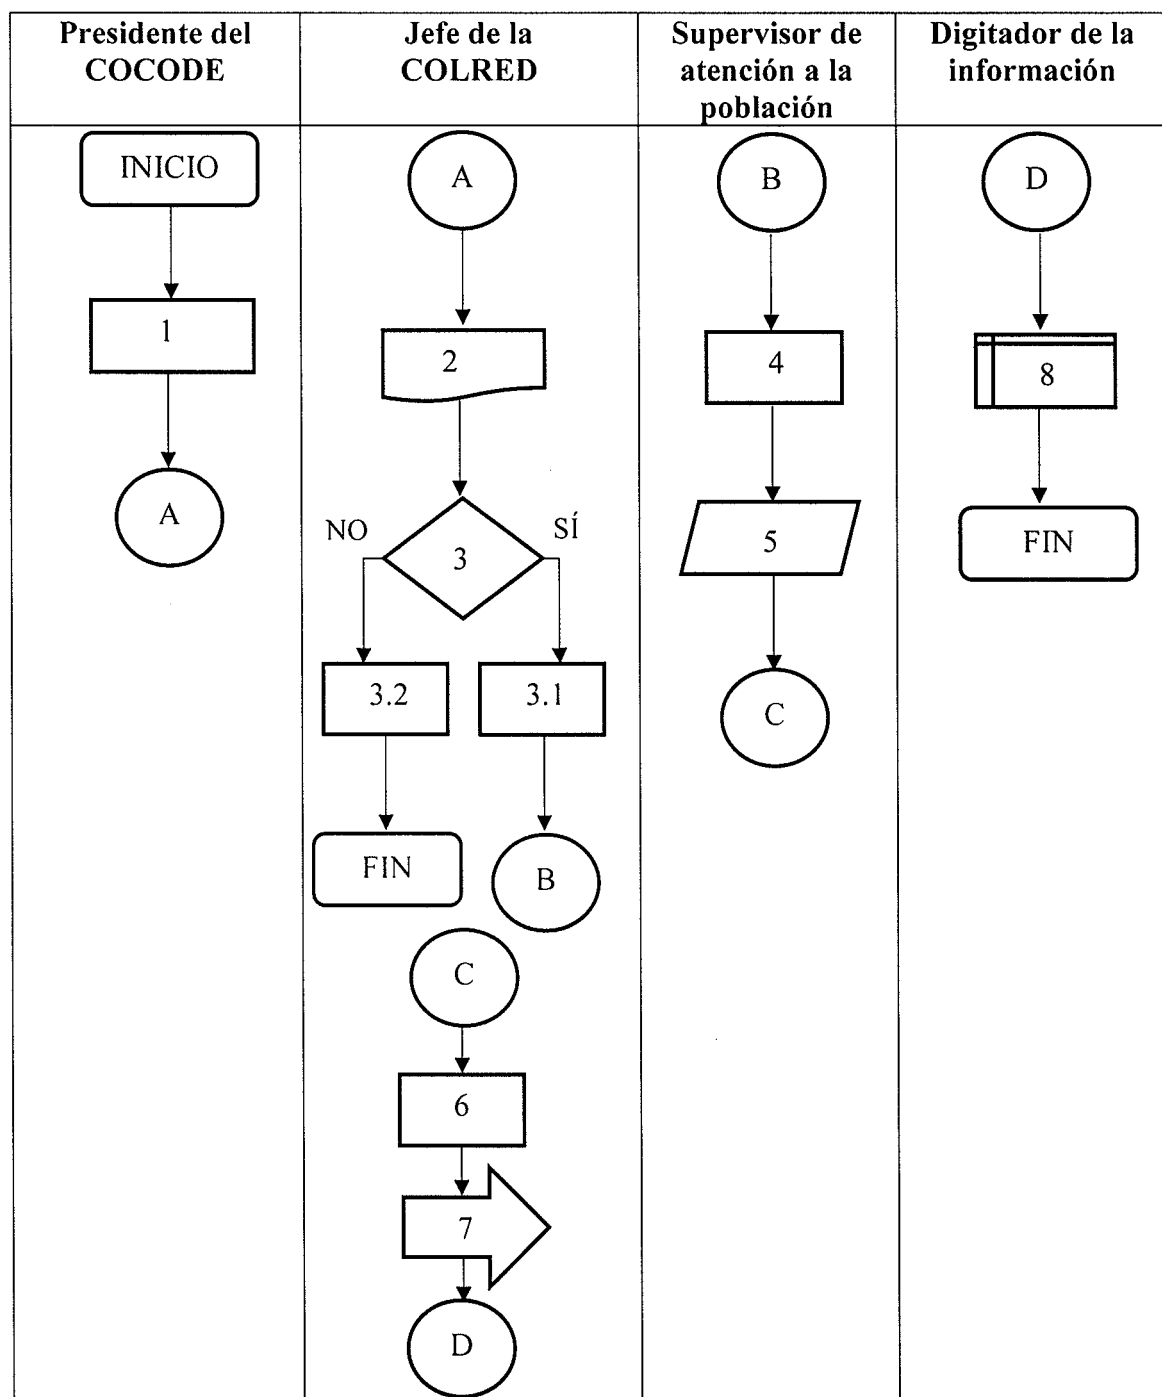 Presidente del
COCODE
Jefe de la
COLRED
Supervisor de
atención a la
población
Digitador de la
información
INICIO
1
A
A
2
3
NO
SÍ
3.2
3.1
FIN
B
C
6
7
D
B
4
5
C
D
8
FIN